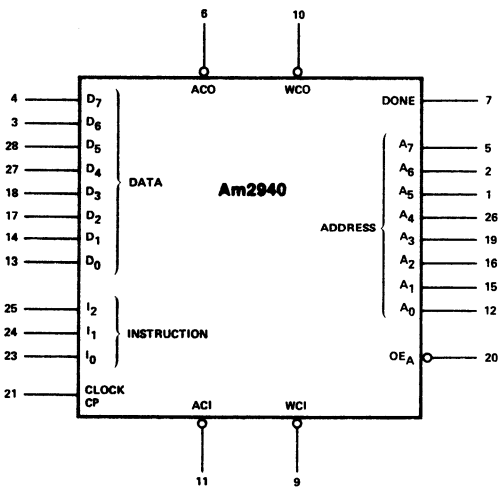 6 10
ACO WCO
4 D7 DONE 7
3 D6
28 D5 A7 5
27 D4 A6 2
18 D3 DATA Am2940 A5 1
17 D2 ADDRESS A4 26
14 D1 A3 19
13 D0 A2 16
A1 15
25 I2 A0 12
24 I1 INSTRUCTION
23 I0 OEA 20
21 CLOCK
CP ACI WCI
11 9